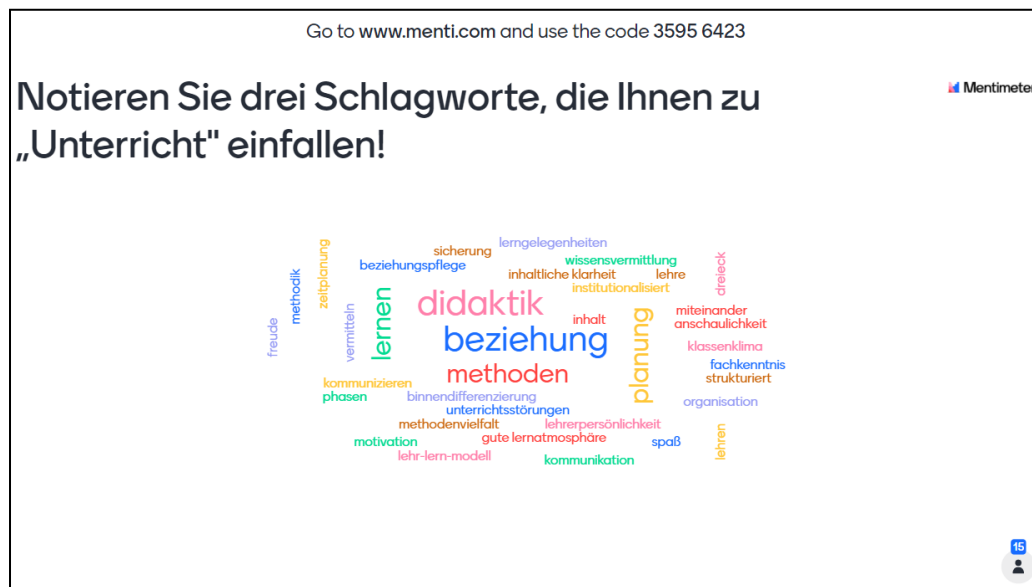 Go to www.menti.com and use the code 3595 6423
Notieren Sie drei Schlagworte, die Ihnen zu
„Unterricht" einfallen!
Mentimeter
lerngelegenheiten
sicherung
wissensvermittlung
beziehungspflege
inhaltliche klarheit
lehre
dreieck
zeitplanung
methodik
institutionalisiert
didaktik
lernen
vermitteln
freude
inhalt
miteinander
anschaulichkeit
planung
beziehung
klassenklima
methoden
fachkenntnis
strukturiert
kommunizieren
phasen
binnendifferenzierung
organisation
unterrichtsstörungen
methodenvielfalt
lehrerpersönlichkeit
motivation
gute lernatmosphäre
spaß
lehren
lehr-lern-modell
kommunikation
15